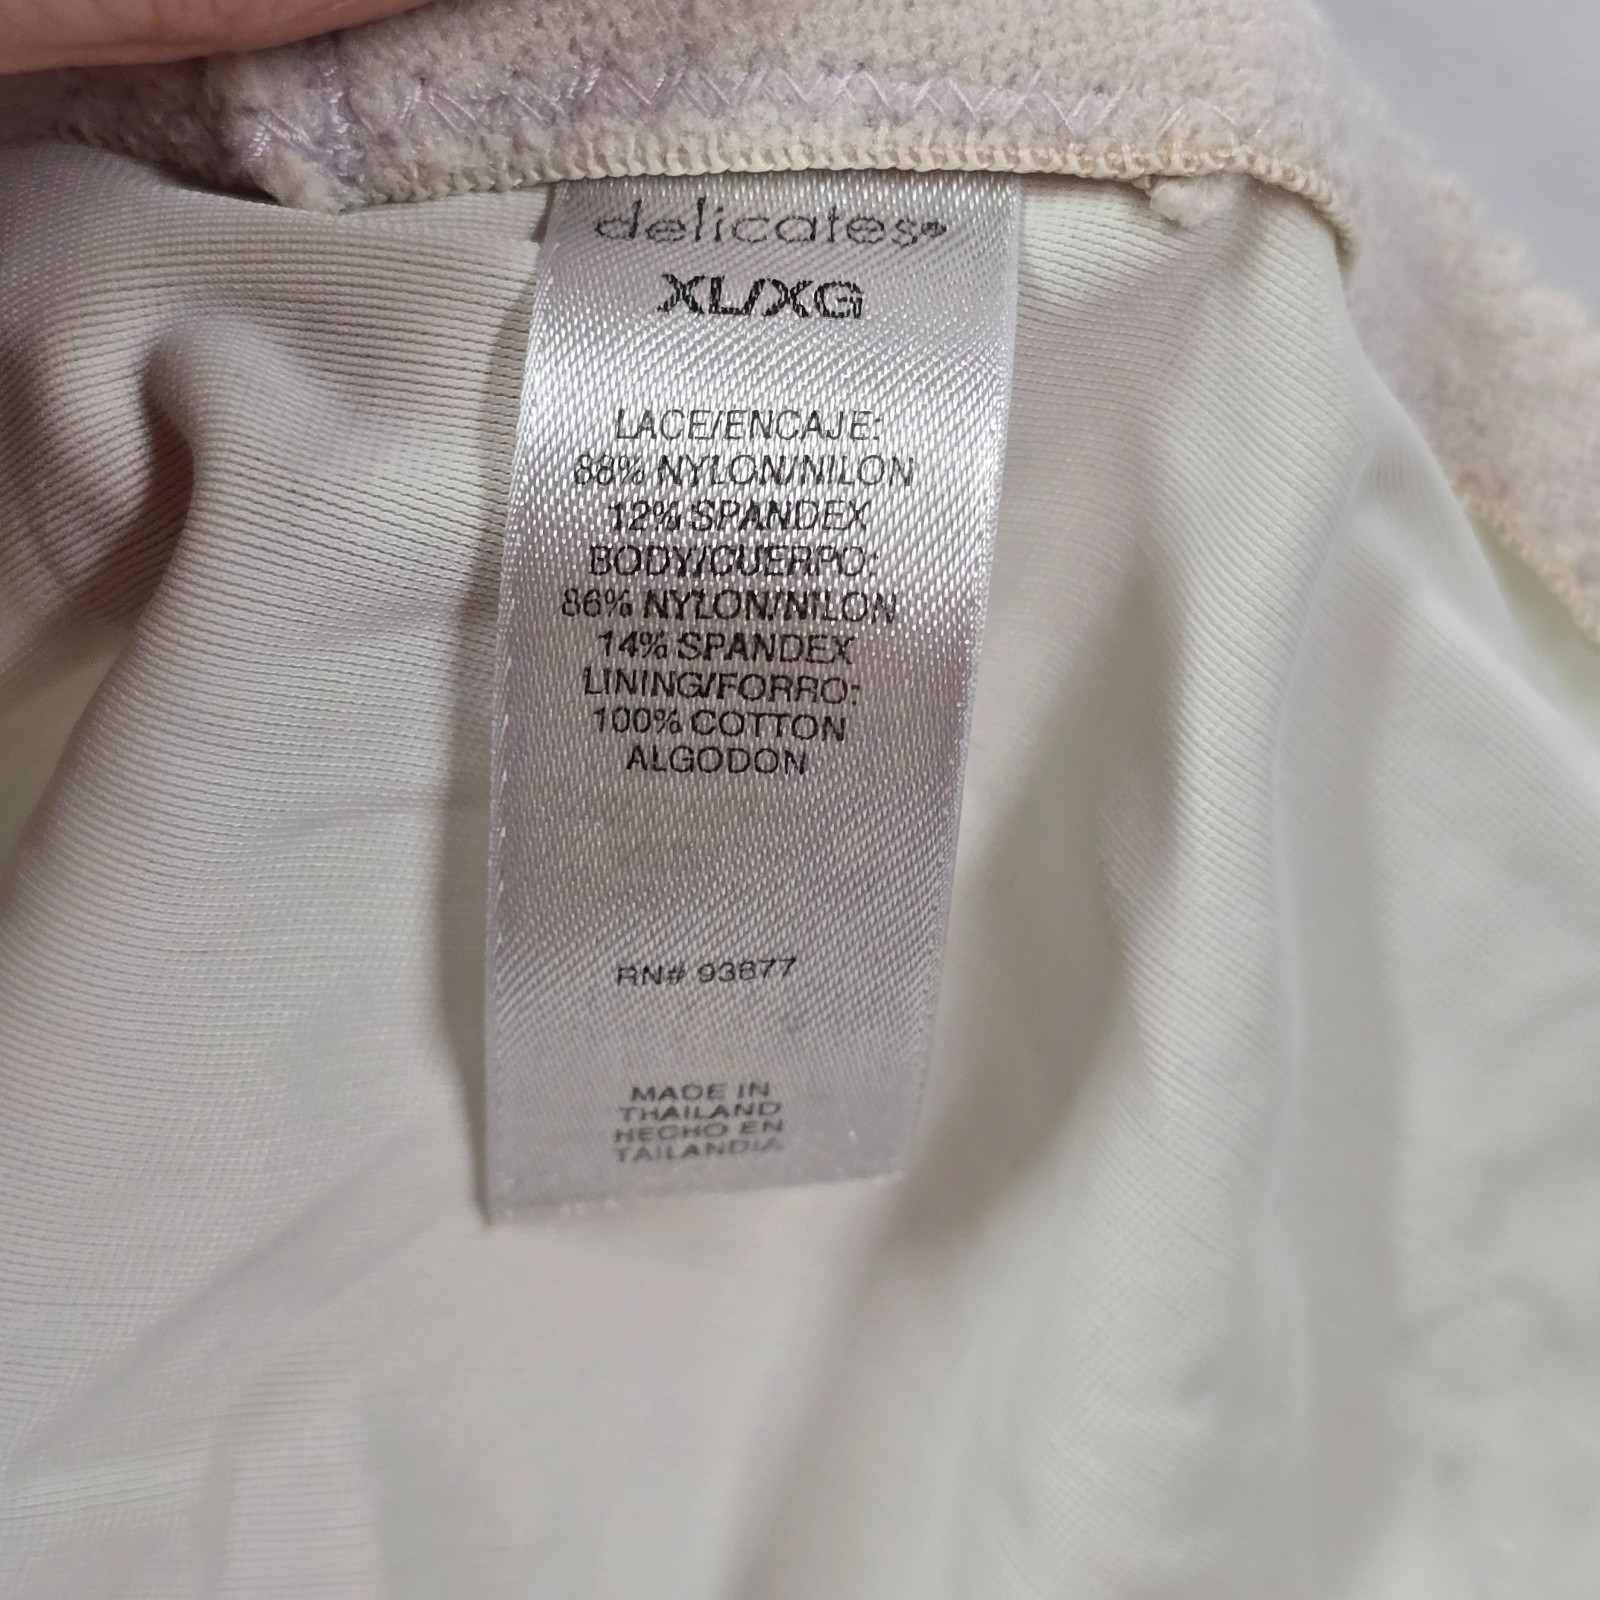 delicates®
XL/XG
LACE/ENCAJE:
88% NYLON/NILON
12% SPANDEX
BODY/CUERPO:
86% NYLON/NILON
14% SPANDEX
LINING/FORRO:
100% COTTON
ALGODON
RN# 93677
MADE IN
THAILAND
HECHO EN
TAILANDIA